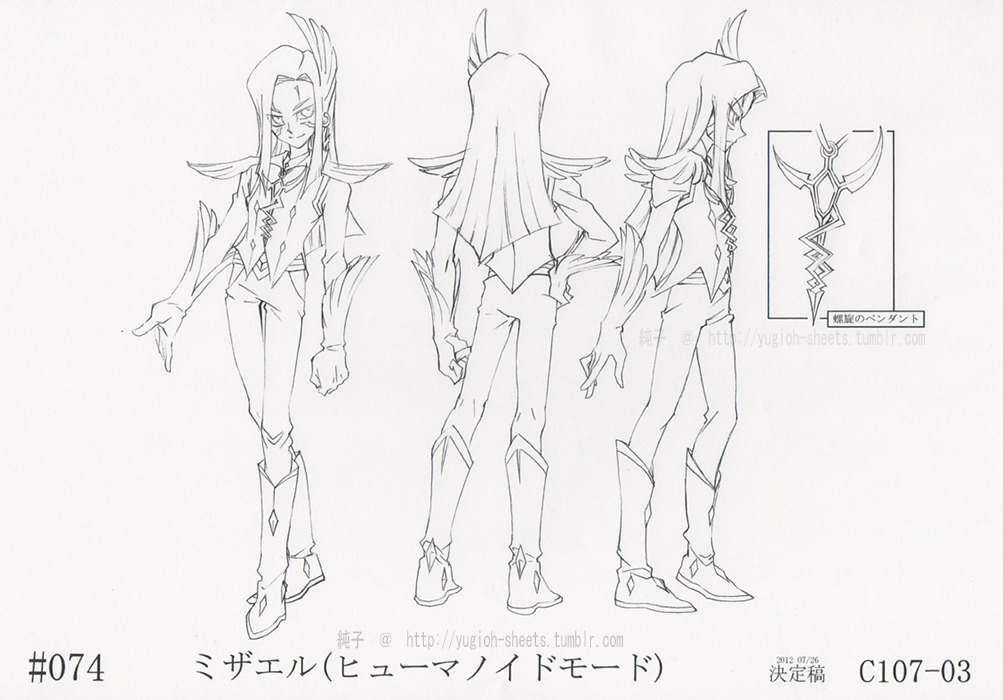 螺旋のペンダント
純子 @ http://yugioh-sheets.tumblr.com
純子 @ http://yugioh-sheets.tumblr.com
#074 ミザエル(ヒューマノイドモード) 2012 07/26 決定稿 C107-03